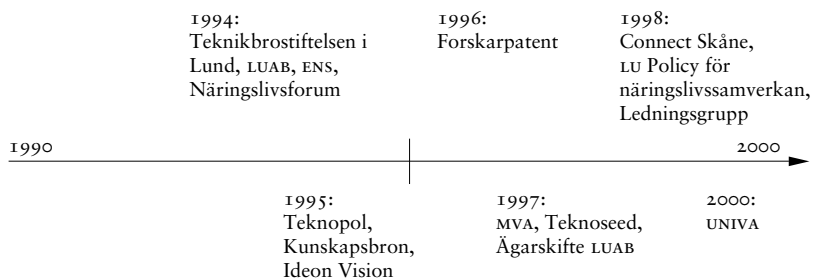 1994:
Teknikbrostiftelsen i
Lund, LUAB, ENS,
Näringslivsforum
1996:
Forskarpatent
1998:
Connect Skåne,
LU Policy för
näringslivssamverkan,
Ledningsgrupp
1990
2000
1995:
Teknopol,
Kunskapsbron,
Ideon Vision
1997:
MVA, Teknoseed,
Ägarskifte LUAB
2000:
UNIVA